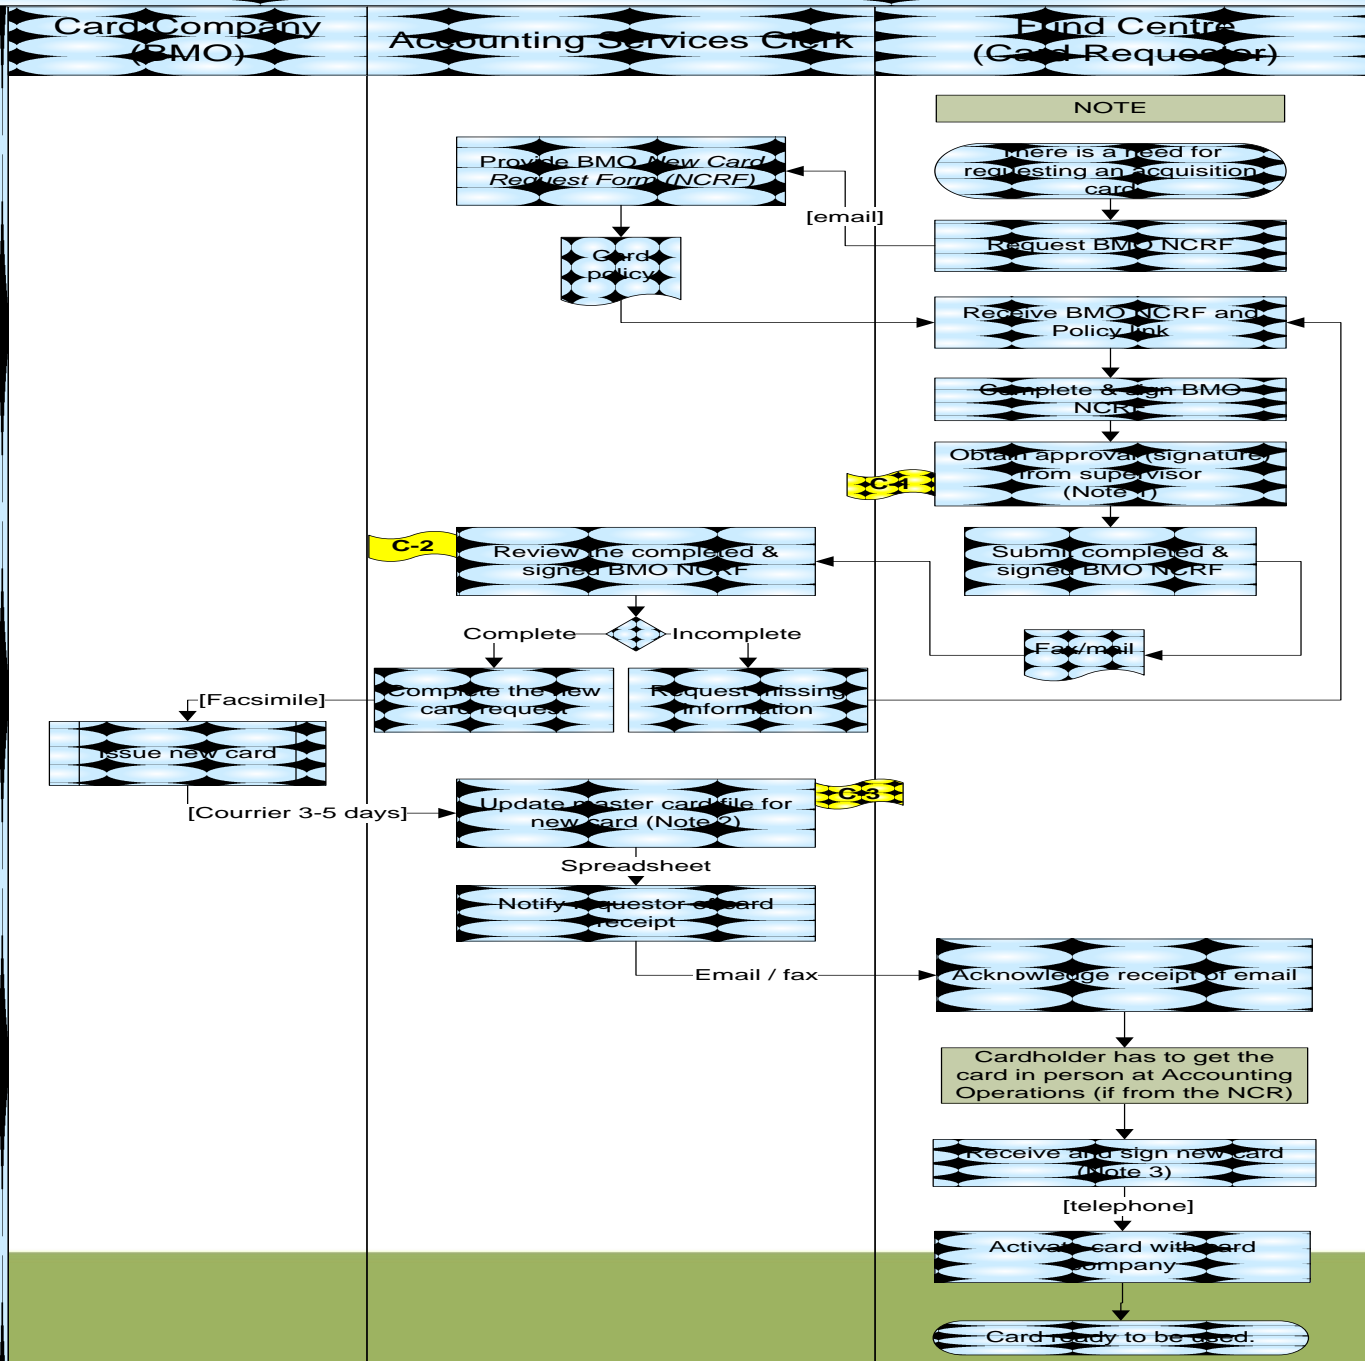 Card Company
(BMO)
Accounting Services Clerk
Fund Centre
(Card Requester)
NOTE
There is a need for
requesting an acquisition
card
Provide BMO New Card
Request Form (NCRF)
[email]
Request BMO NCRF
Card
policy
Receive BMO NCRF and
Policy link
Complete & sign BMO
NCRF
Obtain approval (signature)
from supervisor
(Note 1)
C-1
C-2
Review the completed &
signed BMO NCRF
Submit completed &
signed BMO NCRF
Complete
Incomplete
Fax/mail
Complete the new
card request
Request missing
information
[Facsimile]
Issue new card
[Courrier 3-5 days]
Update master card file for
new card (Note 2)
C-3
Spreadsheet
Notify requestor of card
receipt
Email / fax
Acknowledge receipt of email
Cardholder has to get the
card in person at Accounting
Operations (if from the NCR)
Receive and sign new card
(Note 3)
[telephone]
Activate card with card
company
Card ready to be used.